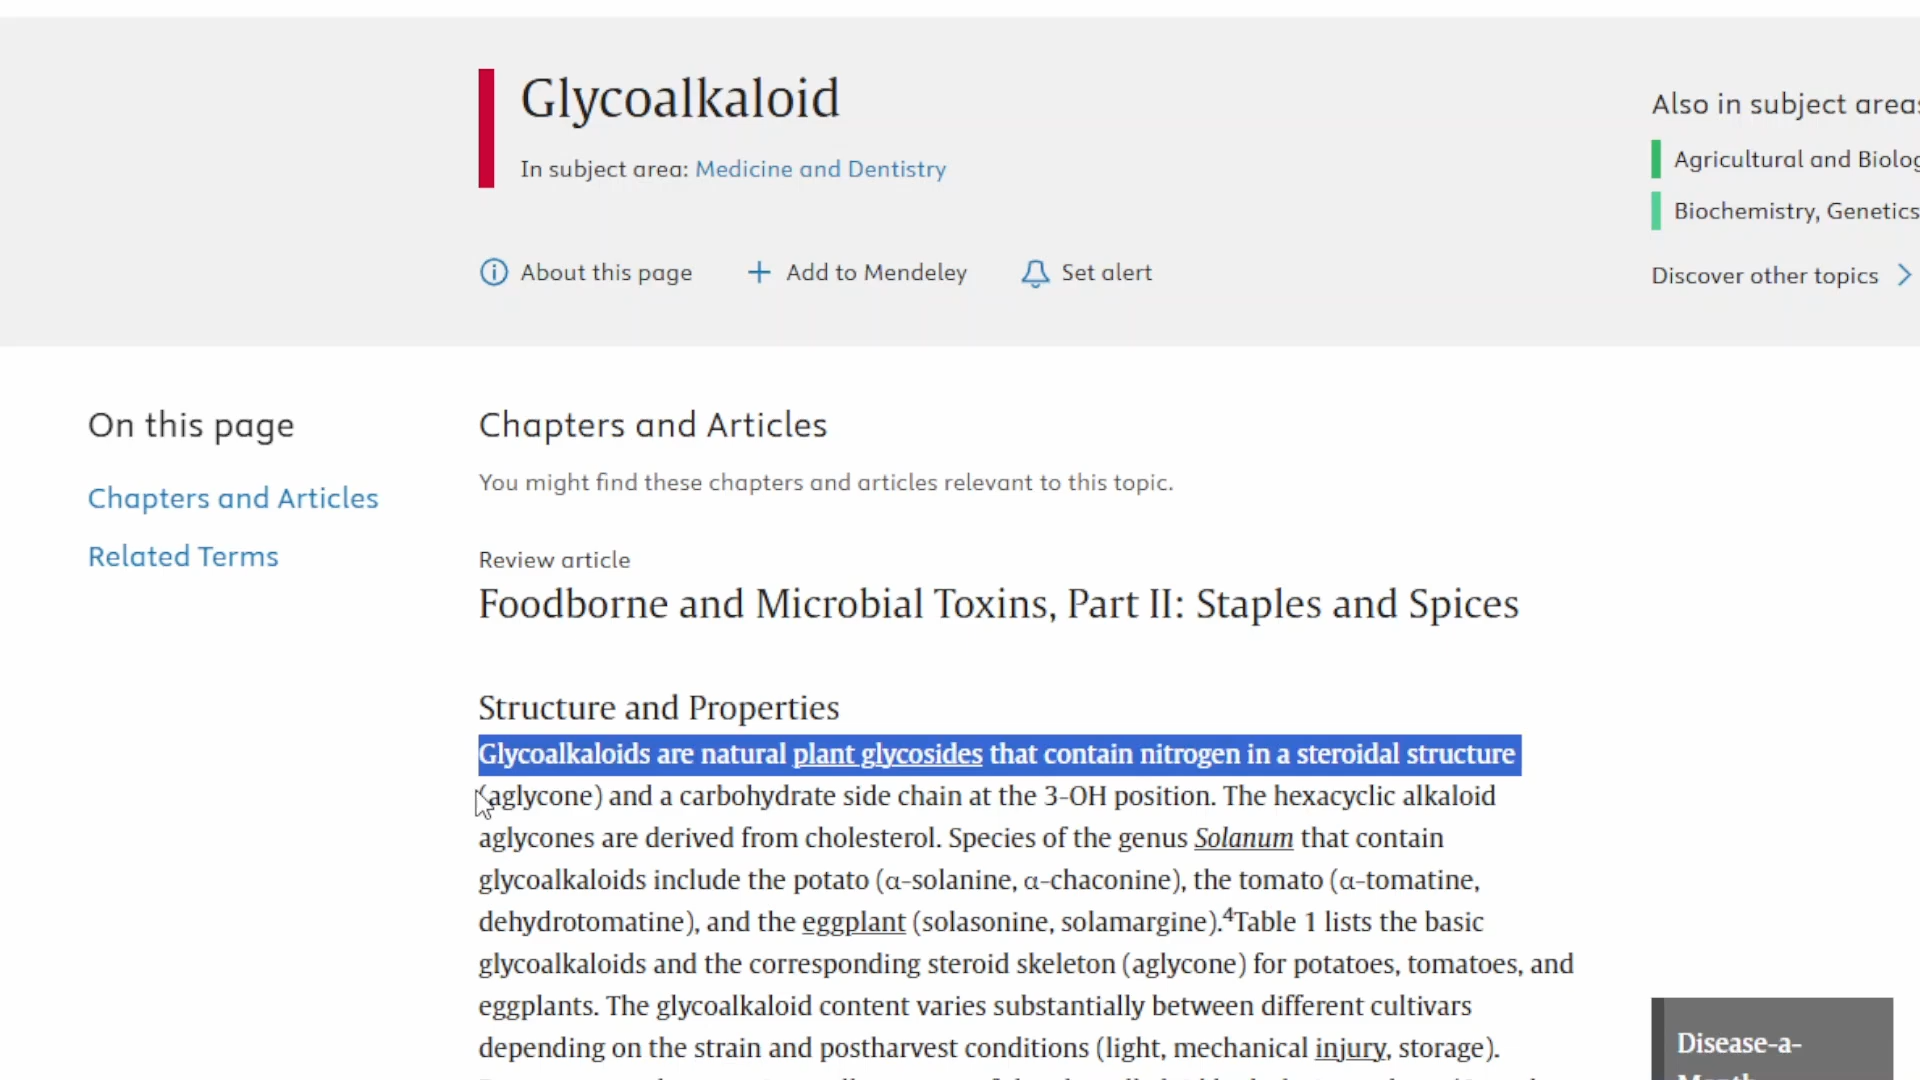 Glycoalkaloid
In subject area: Medicine and Dentistry
About this page
Add to Mendeley
Set alert
Also in subject areas
Agricultural and
Biochemistry, Genetics
Discover other topics
On this page
Chapters and Articles
Related Terms
Chapters and Articles
You might find these chapters and articles relevant to this topic.
Review article
Foodborne and Microbial Toxins, Part II: Staples and Spices
Structure and Properties
Glycoalkaloids are natural plant glycosides that contain nitrogen in a steroidal structure
(aglycone) and a carbohydrate side chain at the 3-OH position. The hexacyclic alkaloid
aglycones are derived from cholesterol. Species of the genus Solanum that contain
glycoalkaloids include the potato (α-solanine, α-chaconine), the tomato (α-tomatine,
dehydrotomatine), and the eggplant (solasonine, solamargine).⁴Table 1 lists the basic
glycoalkaloids and the corresponding steroid skeleton (aglycone) for potatoes, tomatoes, and
eggplants. The glycoalkaloid content varies substantially between different cultivars
depending on the strain and postharvest conditions (light, mechanical injury, storage).
Disease-a-